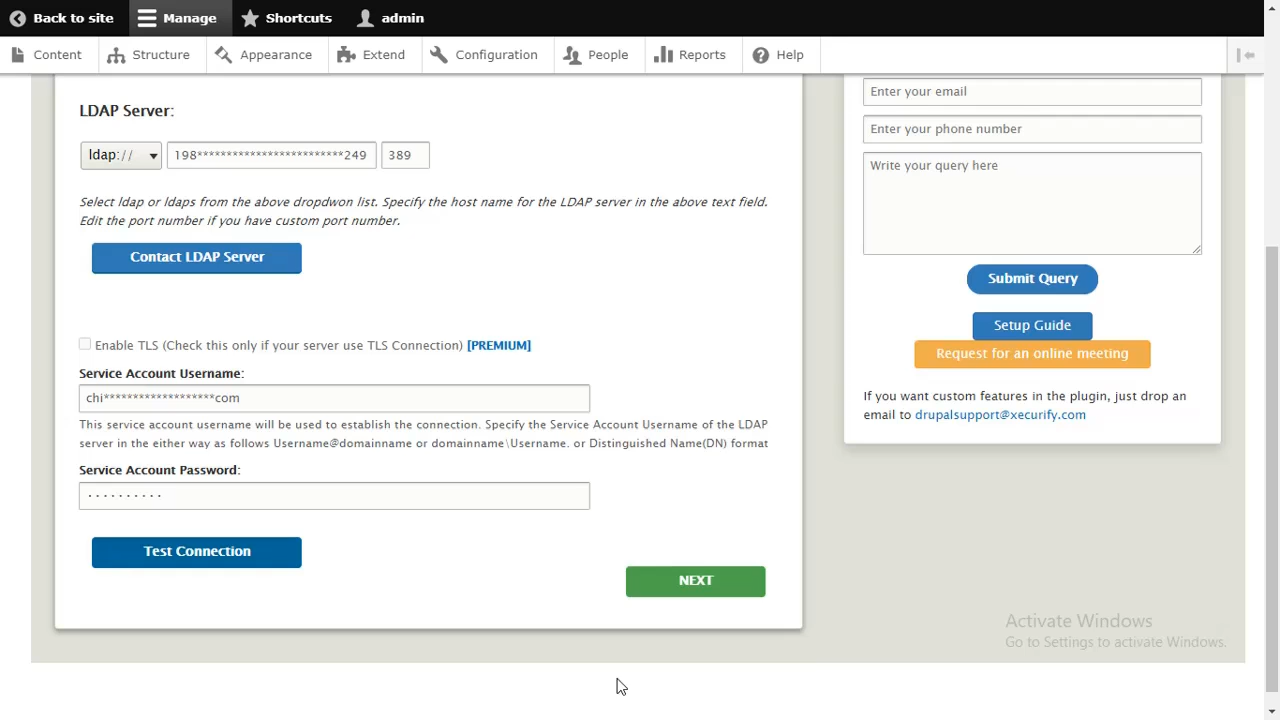 Back to site
Manage
Shortcuts
admin
Content
Structure
Appearance
Extend
Configuration
People
Reports
Help
LDAP Server:
ldap://
198*************************249
389
Select ldap or ldaps from the above dropdwon list. Specify the host name for the LDAP server in the above text field.
Edit the port number if you have custom port number.
Contact LDAP Server
Enable TLS (Check this only if your server use TLS Connection) [PREMIUM]
Service Account Username:
chi*******************com
This service account username will be used to establish the connection. Specify the Service Account Username of the LDAP
server in the either way as follows Username@domainname or domainname\Username. or Distinguished Name(DN) format
Service Account Password:
··········
Test Connection
NEXT
Enter your email
Enter your phone number
Write your query here
Submit Query
Setup Guide
Request for an online meeting
If you want custom features in the plugin, just drop an
email to drupalsupport@xecurify.com
Activate Windows
Go to Settings to activate Windows.